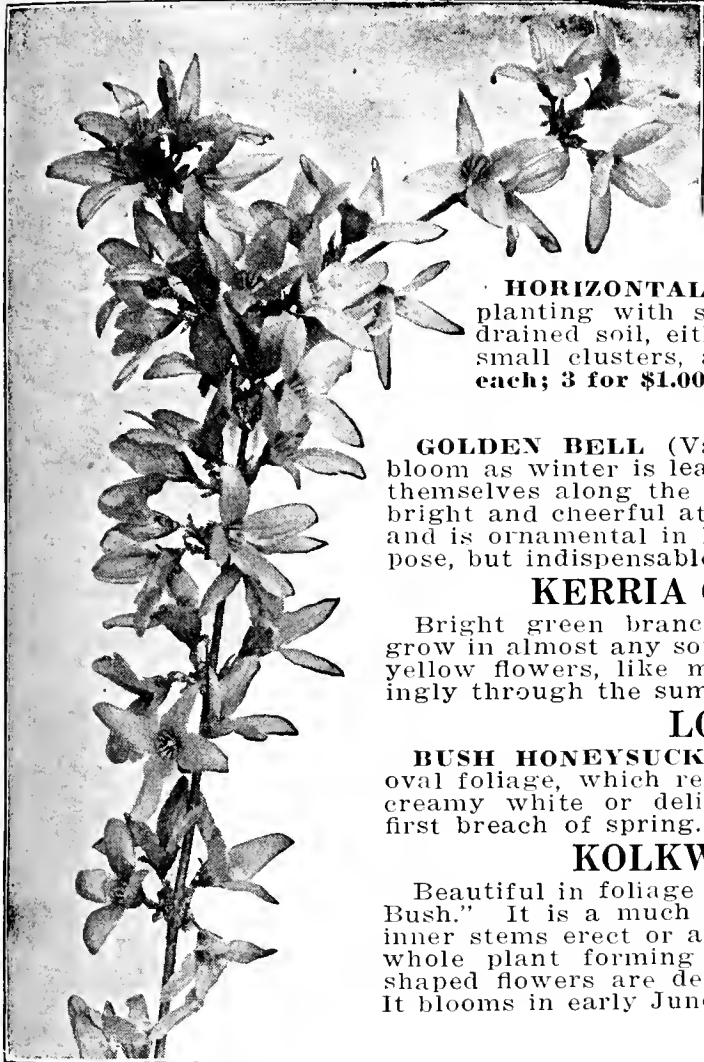 HORIZONTAL
planting with s
drained soil, eit
small clusters, a
each; 3 for $1.00
GOLDEN BELL (Va
bloom as winter is lea
themselves along the
bright and cheerful at
and is ornamental in
pose, but indispensabl
KERRIA
Bright green branc
grow in almost any so
yellow flowers, like m
ingly through the sum
LO
BUSH HONEYSUCK
oval foliage, which re
creamy white or deli
first breach of spring.
KOLKW
Beautiful in foliage
Bush." It is a much
inner stems erect or a
whole plant forming
shaped flowers are de
It blooms in early Jun